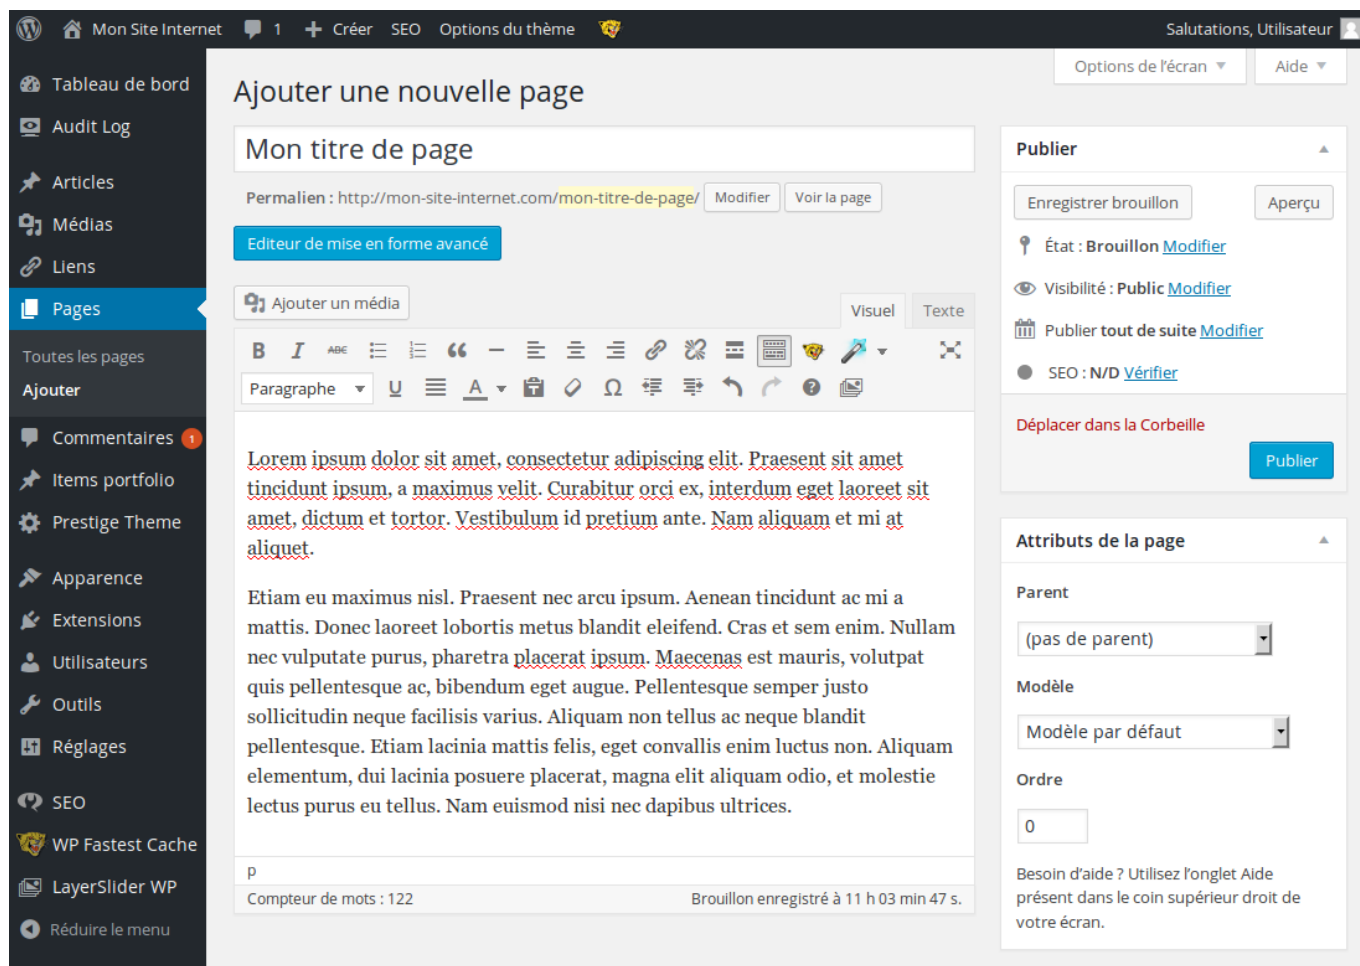 Mon Site Internet 1 Créer SEO Options du thème Salutations, Utilisateur
Options de l'écran Aide
Tableau de bord
Audit Log
Articles
Médias
Liens
Pages
Toutes les pages
Ajouter
Commentaires 1
Items portfolio
Prestige Theme
Apparence
Extensions
Utilisateurs
Outils
Réglages
SEO
WP Fastest Cache
LayerSlider WP
Réduire le menu
Ajouter une nouvelle page
Mon titre de page
Permalien : http://mon-site-internet.com/mon-titre-de-page/ Modifier Voir la page
Editeur de mise en forme avancé
Ajouter un média
Visuel Texte
B I ABC
Paragraphe U A Ω
Lorem ipsum dolor sit amet, consectetur adipiscing elit. Praesent sit amet
tincidunt ipsum, a maximus velit. Curabitur orci ex, interdum eget laoreet sit
amet, dictum et tortor. Vestibulum id pretium ante. Nam aliquam et mi at
aliquet.
Etiam eu maximus nisl. Praesent nec arcu ipsum. Aenean tincidunt ac mi a
mattis. Donec laoreet lobortis metus blandit eleifend. Cras et sem enim. Nullam
nec vulputate purus, pharetra placerat ipsum. Maecenas est mauris, volutpat
quis pellentesque ac, bibendum eget augue. Pellentesque semper justo
sollicitudin neque facilisis varius. Aliquam non tellus ac neque blandit
pellentesque. Etiam lacinia mattis felis, eget convallis enim luctus non. Aliquam
elementum, dui lacinia posuere placerat, magna elit aliquam odio, et molestie
lectus purus eu tellus. Nam euismod nisi nec dapibus ultrices.
p
Compteur de mots : 122 Brouillon enregistré à 11 h 03 min 47 s.
Publier
Enregistrer brouillon Aperçu
État : Brouillon Modifier
Visibilité : Public Modifier
Publier tout de suite Modifier
SEO : N/D Vérifier
Déplacer dans la Corbeille
Publier
Attributs de la page
Parent
(pas de parent)
Modèle
Modèle par défaut
Ordre
0
Besoin d'aide ? Utilisez l'onglet Aide
présent dans le coin supérieur droit de
votre écran.